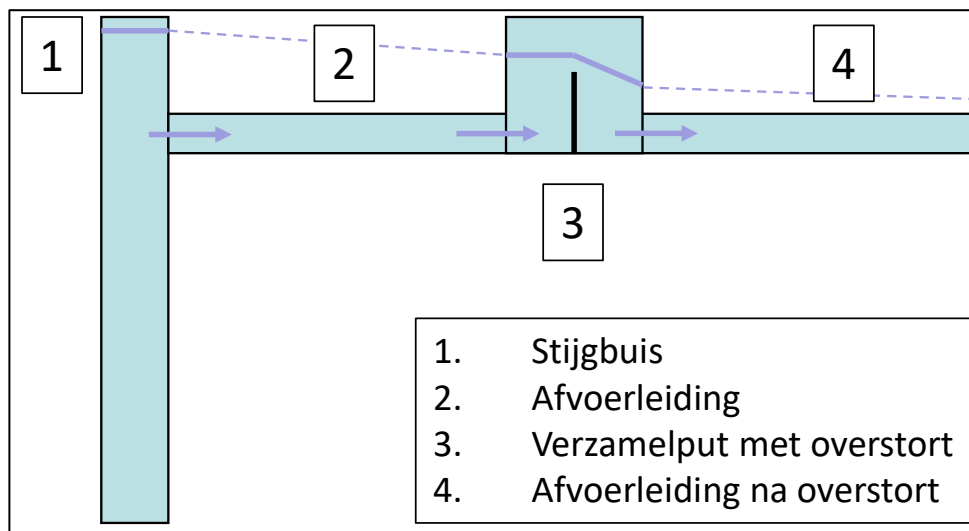 1
2
4
3
1. Stijgbuis
2. Afvoerleiding
3. Verzamelput met overstort
4. Afvoerleiding na overstort